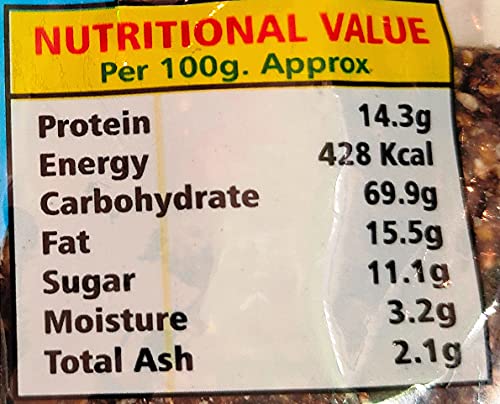 NUTRITIONAL VALUE
Per 100g. Approx
Protein 14.3g
Energy 428 Kcal
Carbohydrate 69.9g
Fat 15.5g
Sugar 11.1g
Moisture 3.2g
Total Ash 2.1g